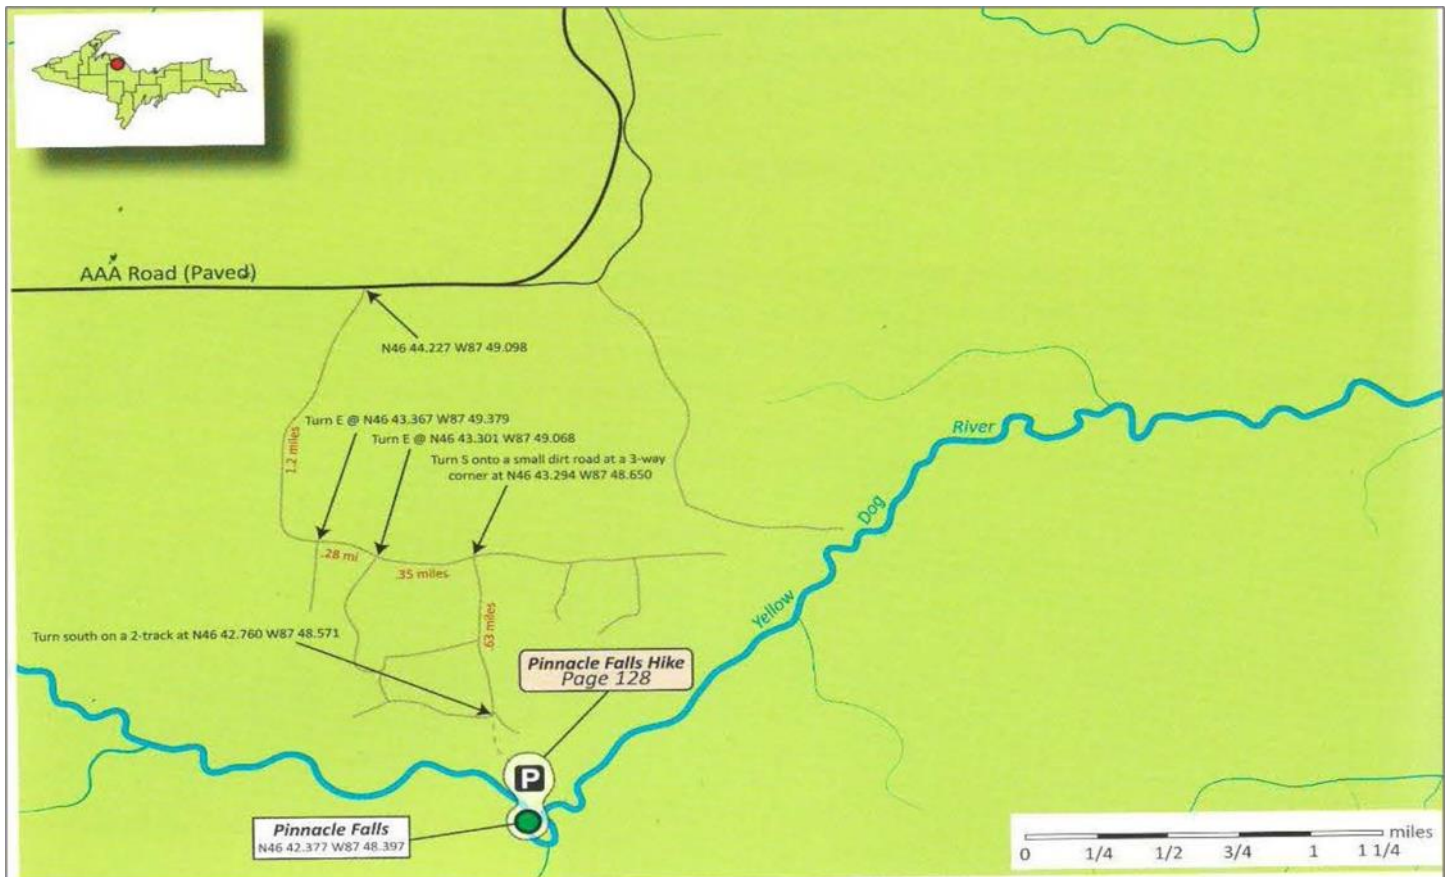 AAA Road (Paved)
N46 44.227 W87 49.098
Turn E @ N46 43.367 W87 49.379
1.2 miles
Turn E @ N46 43.301 W87 49.068
Turn S onto a small dirt road at a 3-way
corner at N46 43.294 W87 48.650
River
Dog
Yellow
.28 mi
.35 miles
.63 miles
Turn south on a 2-track at N46 42.760 W87 48.571
Pinnacle Falls Hike
Page 128
P
Pinnacle Falls
N46 42.377 W87 48.397
miles
0 1/4 1/2 3/4 1 1 1/4